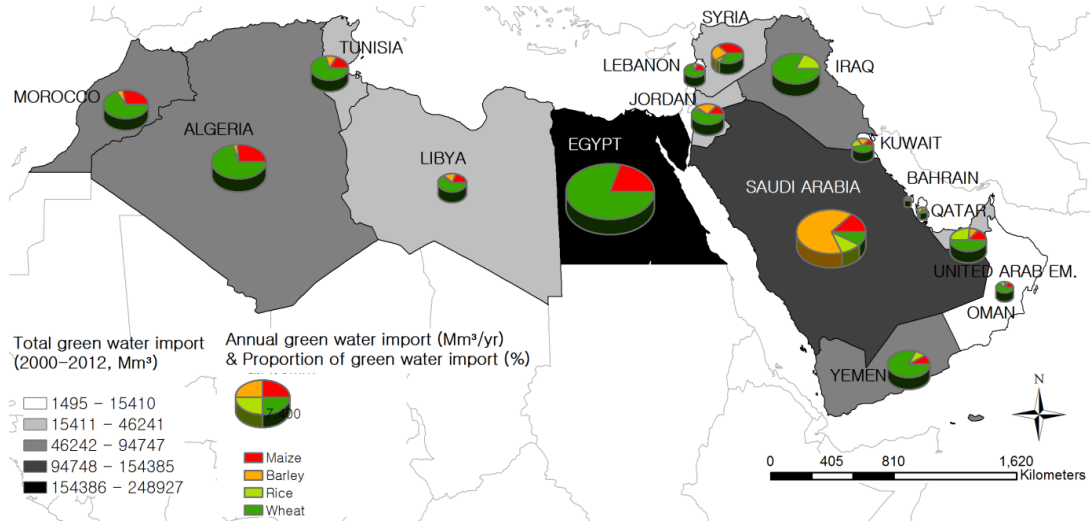 SYRIA
TUNISIA
LEBANON
IRAQ
MOROCCO
JORDAN
ALGERIA
EGYPT
KUWAIT
LIBYA
BAHRAIN
SAUDI ARABIA
QATAR
UNITED ARAB EM.
OMAN
YEMEN
N
Total green water import
(2000-2012, Mm³)
1495 - 15410
15411 - 46241
46242 - 94747
94748 - 154385
154386 - 248927
Annual green water import (Mm³/yr)
& Proportion of green water import (%)
Maize
Barley
Rice
Wheat
0 405 810 1,620
Kilometers